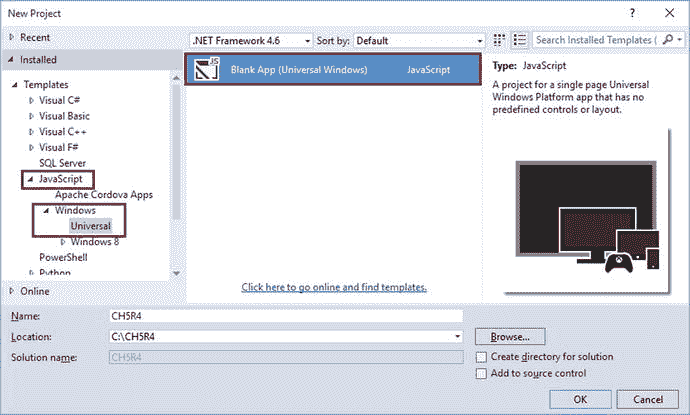 New Project
? ×
Recent
Installed
Templates
Visual C#
Visual Basic
Visual C++
Visual F#
SQL Server
JavaScript
Apache Cordova Apps
Windows
Universal
Windows 8
PowerShell
Python
Online
.NET Framework 4.6
Sort by: Default
Search Installed Templates (
JS
Blank App (Universal Windows) JavaScript
Click here to go online and find templates.
Type: JavaScript
A project for a single page Universal
Windows Platform app that has no
predefined controls or layout.
Name: CH5R4
Location: C:\CH5R4
Browse...
Solution name: CH5R4
Create directory for solution
Add to source control
OK Cancel